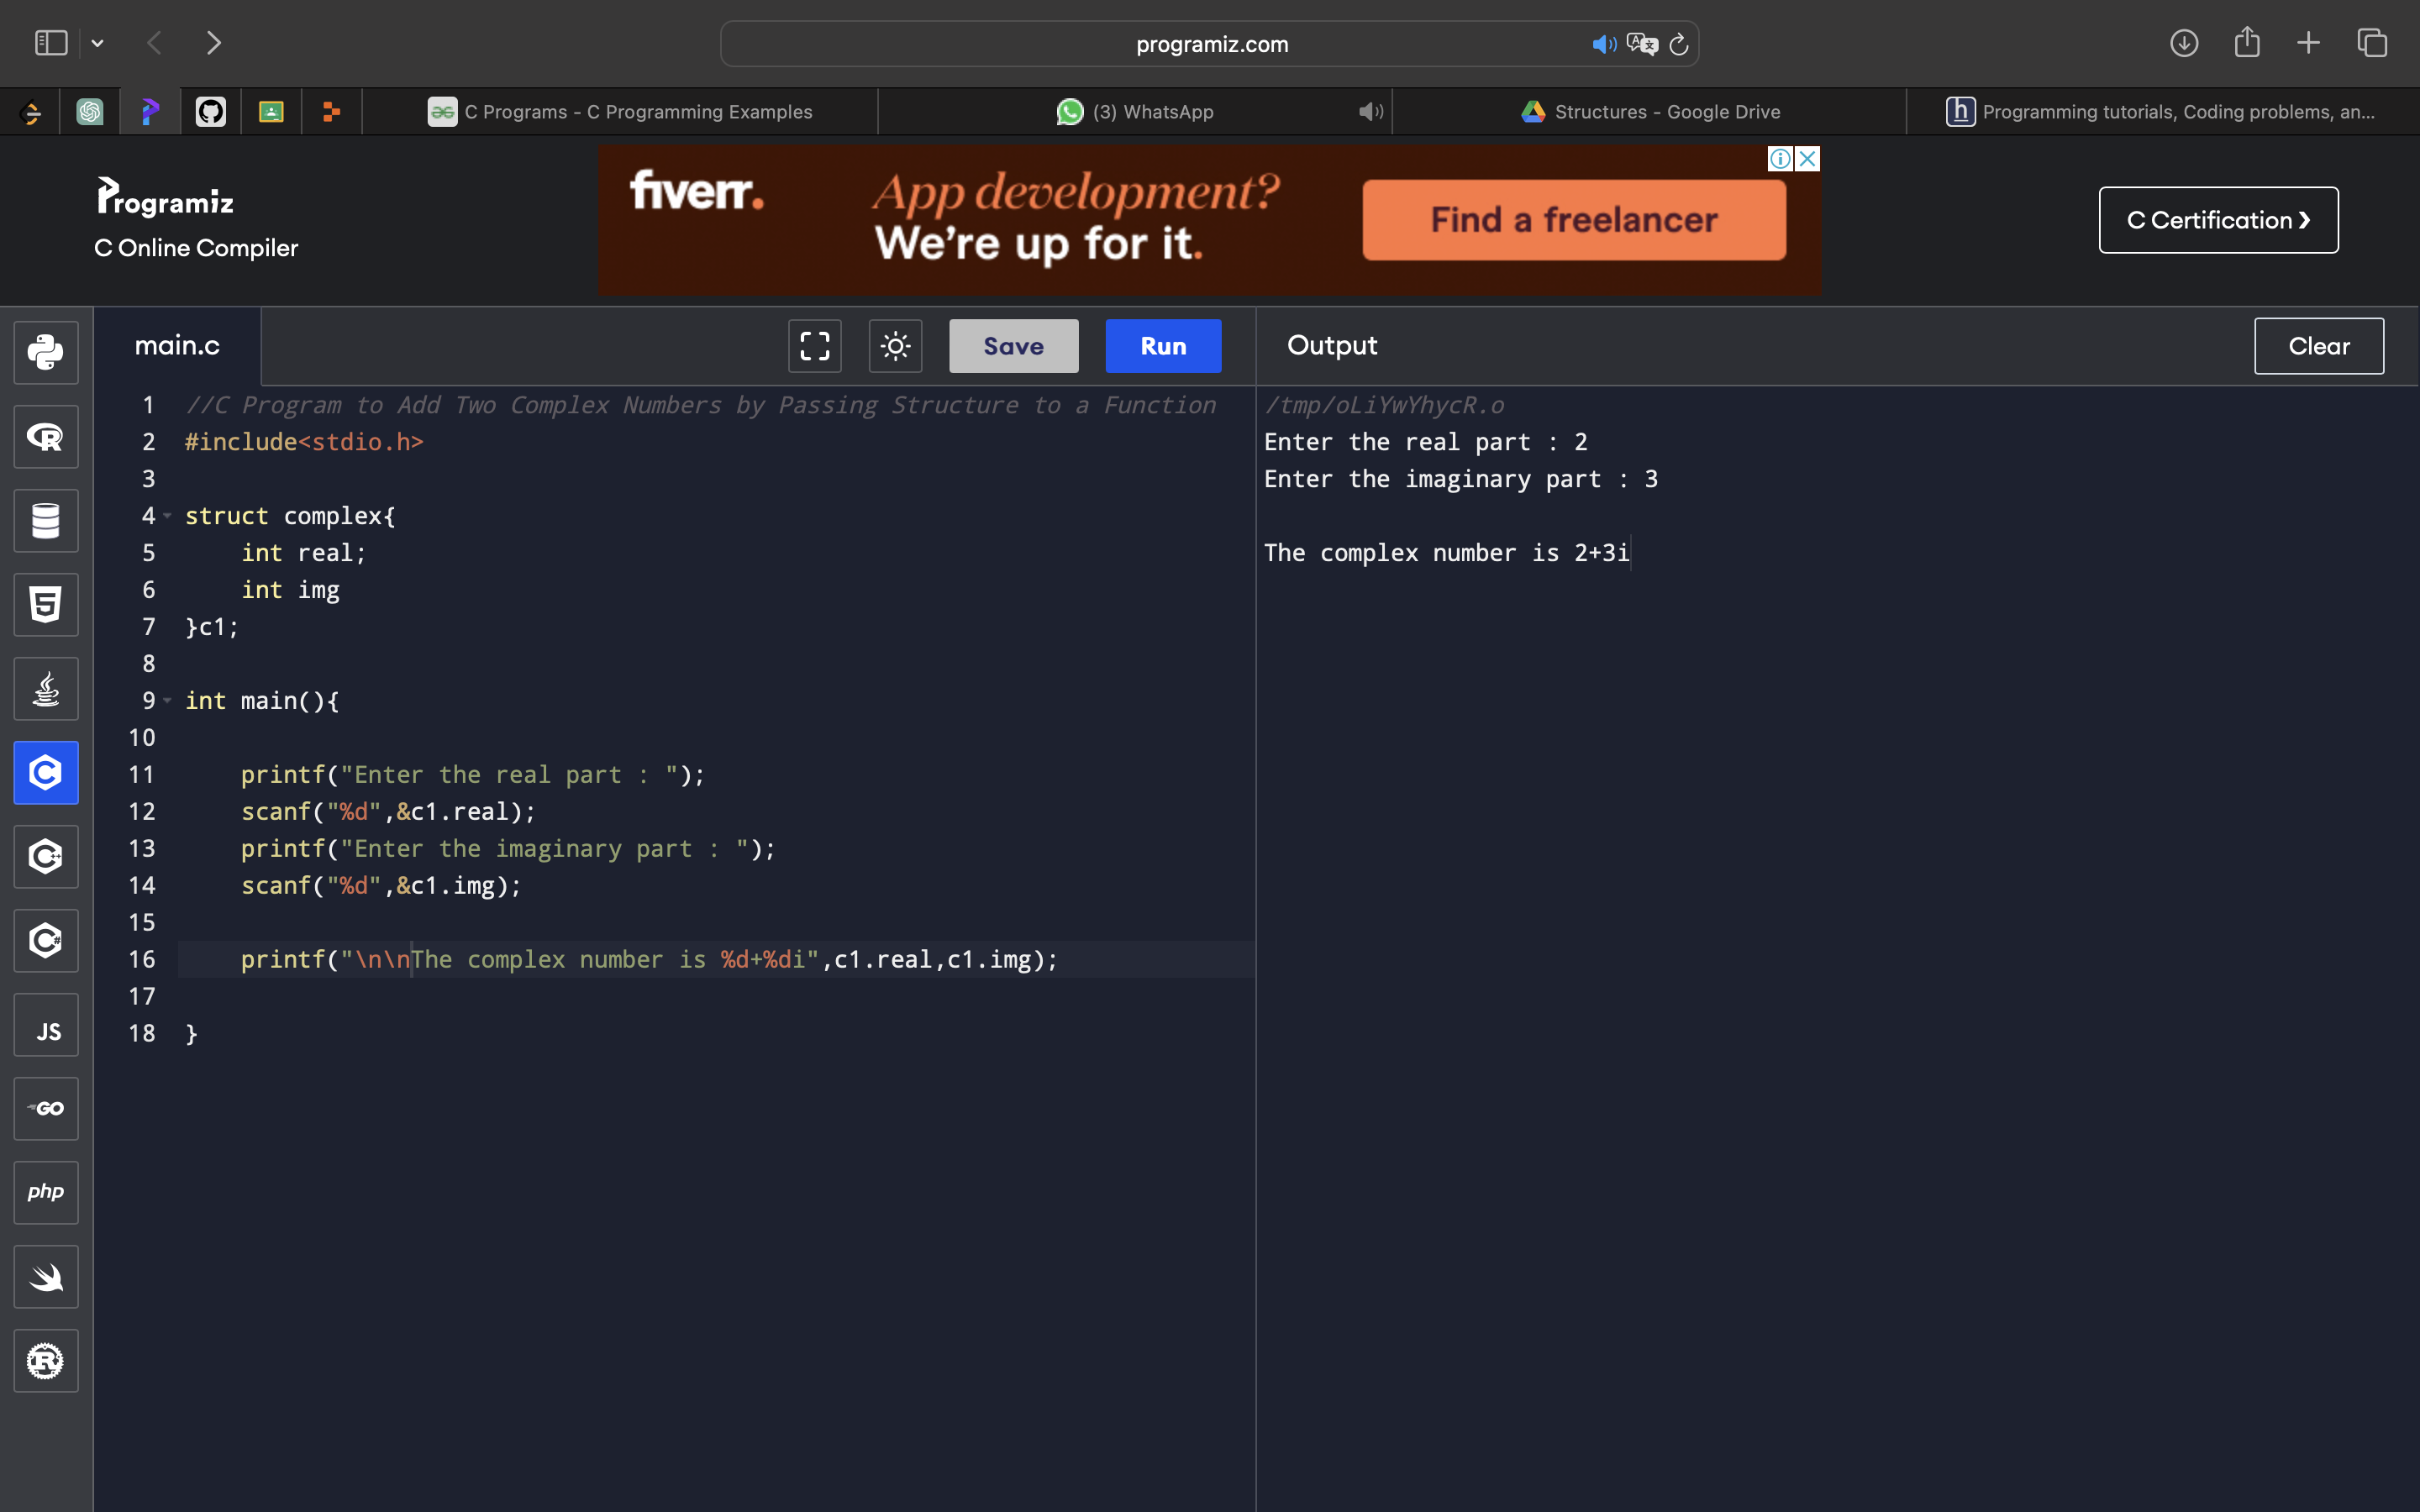 programiz.com
C Programs - C Programming Examples
(3) WhatsApp
Structures - Google Drive
h Programming tutorials, Coding problems, an...
Programiz
C Online Compiler
fiverr.
App development?
We're up for it.
Find a freelancer
C Certification ❯
main.c
Save
Run
Output
Clear
1 //C Program to Add Two Complex Numbers by Passing Structure to a Function
2 #include<stdio.h>
3
4 struct complex{
5     int real;
6     int img
7 }c1;
8
9 int main(){
10
11     printf("Enter the real part : ");
12     scanf("%d",&c1.real);
13     printf("Enter the imaginary part : ");
14     scanf("%d",&c1.img);
15
16     printf("\n\nThe complex number is %d+%di",c1.real,c1.img);
17
18 }
/tmp/oLiYwYhycR.o
Enter the real part : 2
Enter the imaginary part : 3
The complex number is 2+3i
R
5
C
C++
C#
JS
GO
php
R